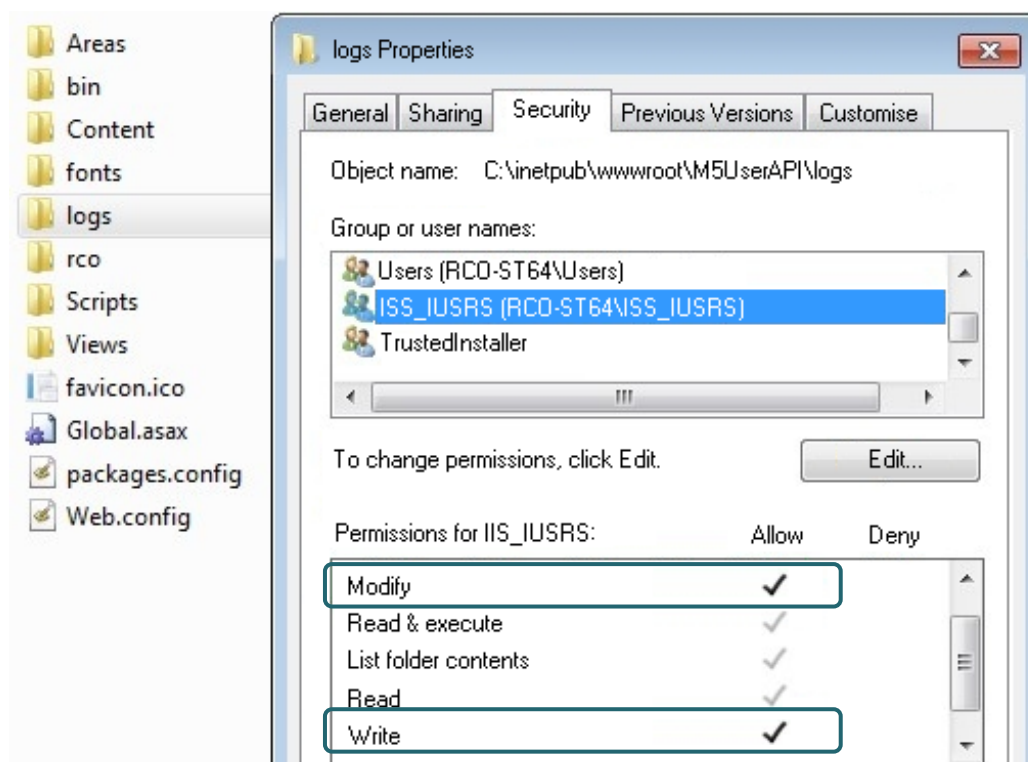 Areas
bin
Content
fonts
logs
rco
Scripts
Views
favicon.ico
Global.asax
packages.config
Web.config
logs Properties
General Sharing Security Previous Versions Customise
Object name: C:\inetpub\wwwroot\M5UserAPI\logs
Group or user names:
Users (RCO-ST64\Users)
ISS_IUSRS (RCO-ST64\ISS_IUSRS)
TrustedInstaller
To change permissions, click Edit.
Edit...
Permissions for IIS_IUSRS: Allow Deny
Modify
Read & execute
List folder contents
Read
Write